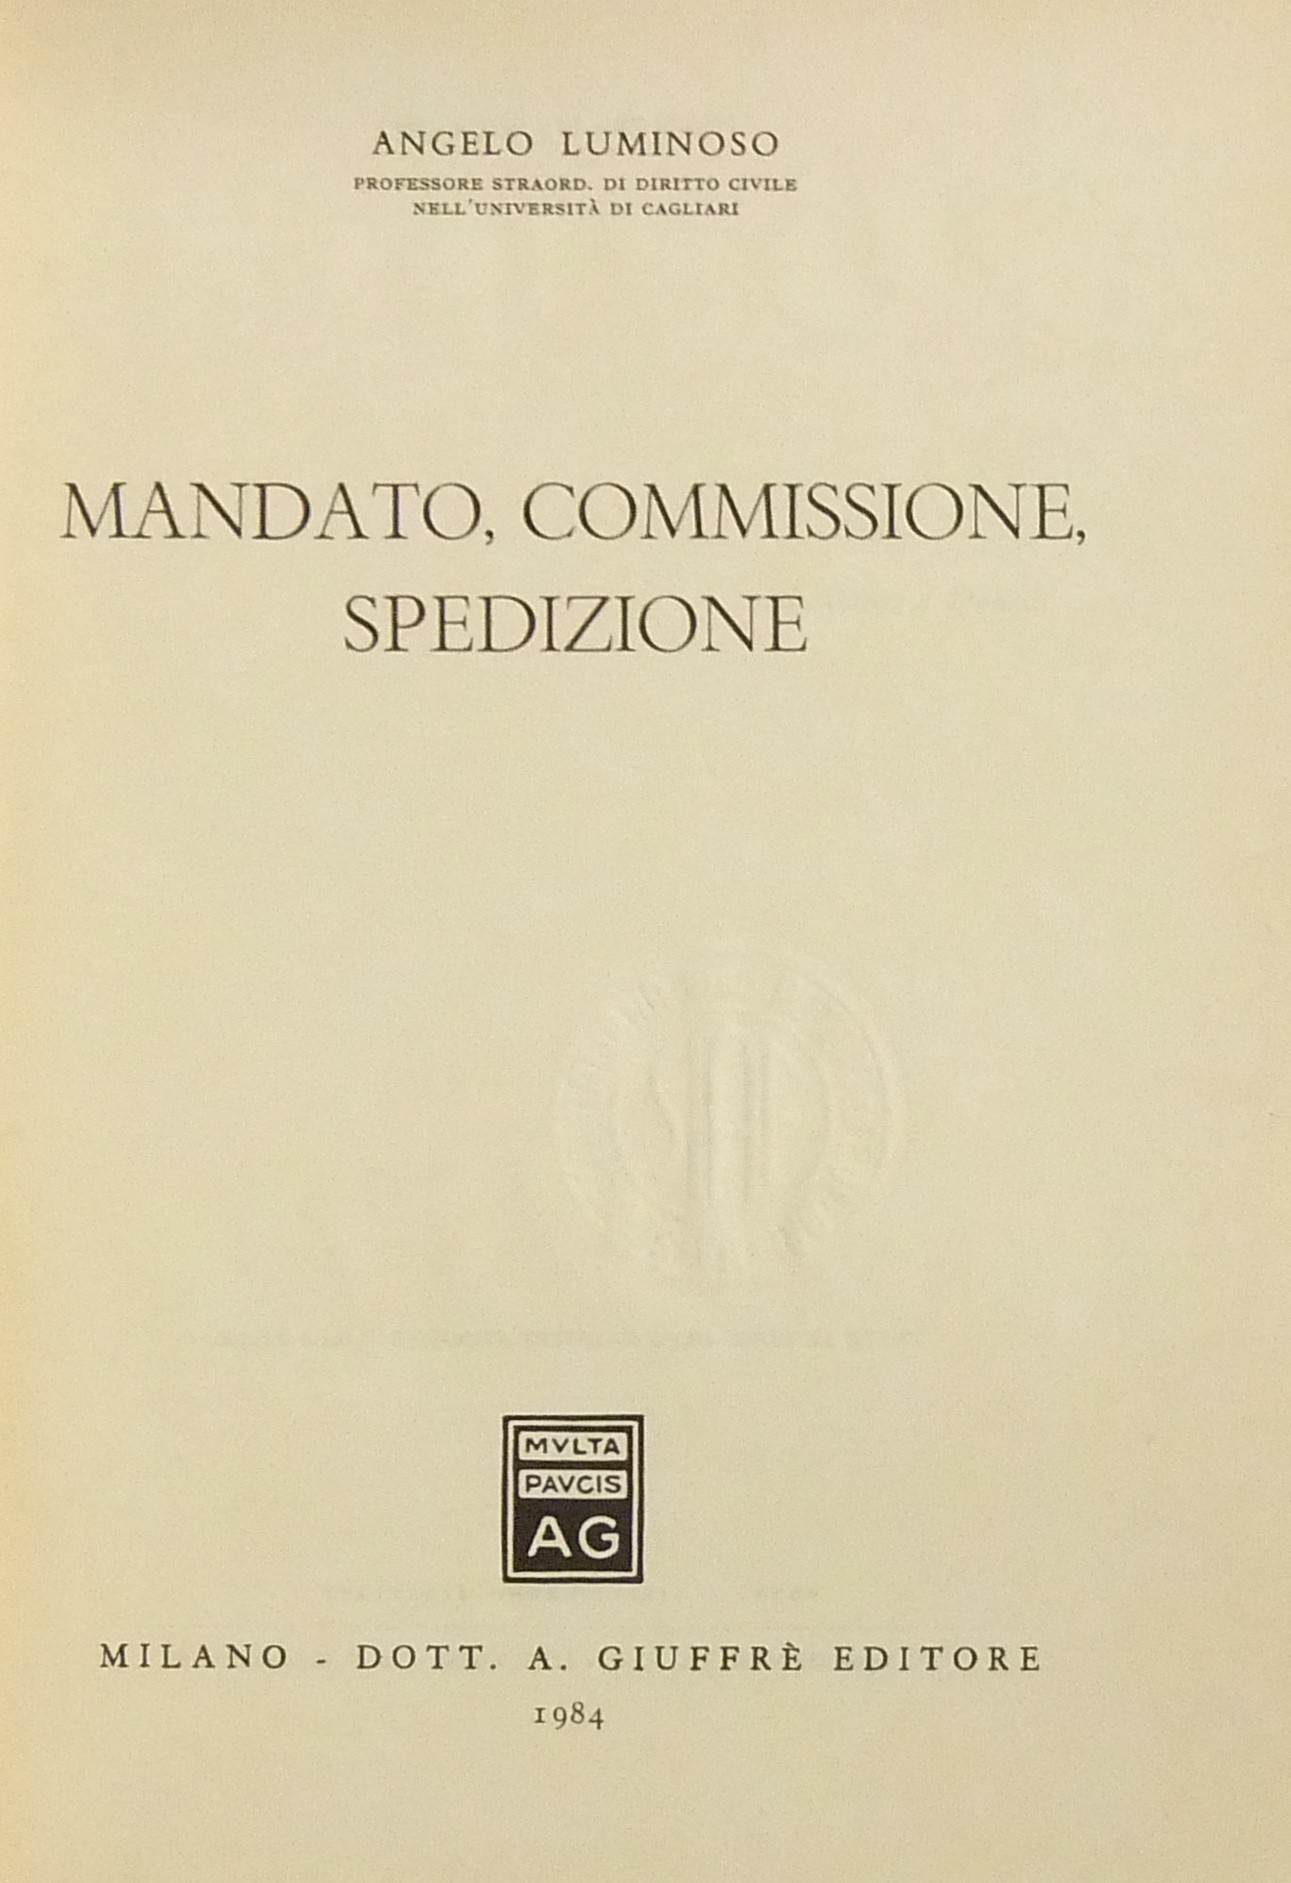 ANGELO LUMINOSO
PROFESSORE STRAORD. DI DIRITTO CIVILE
NELL'UNIVERSITÀ DI CAGLIARI
MANDATO, COMMISSIONE,
SPEDIZIONE
MVLTA
PAVCIS
AG
MILANO - DOTT. A. GIUFFRÈ EDITORE
1984